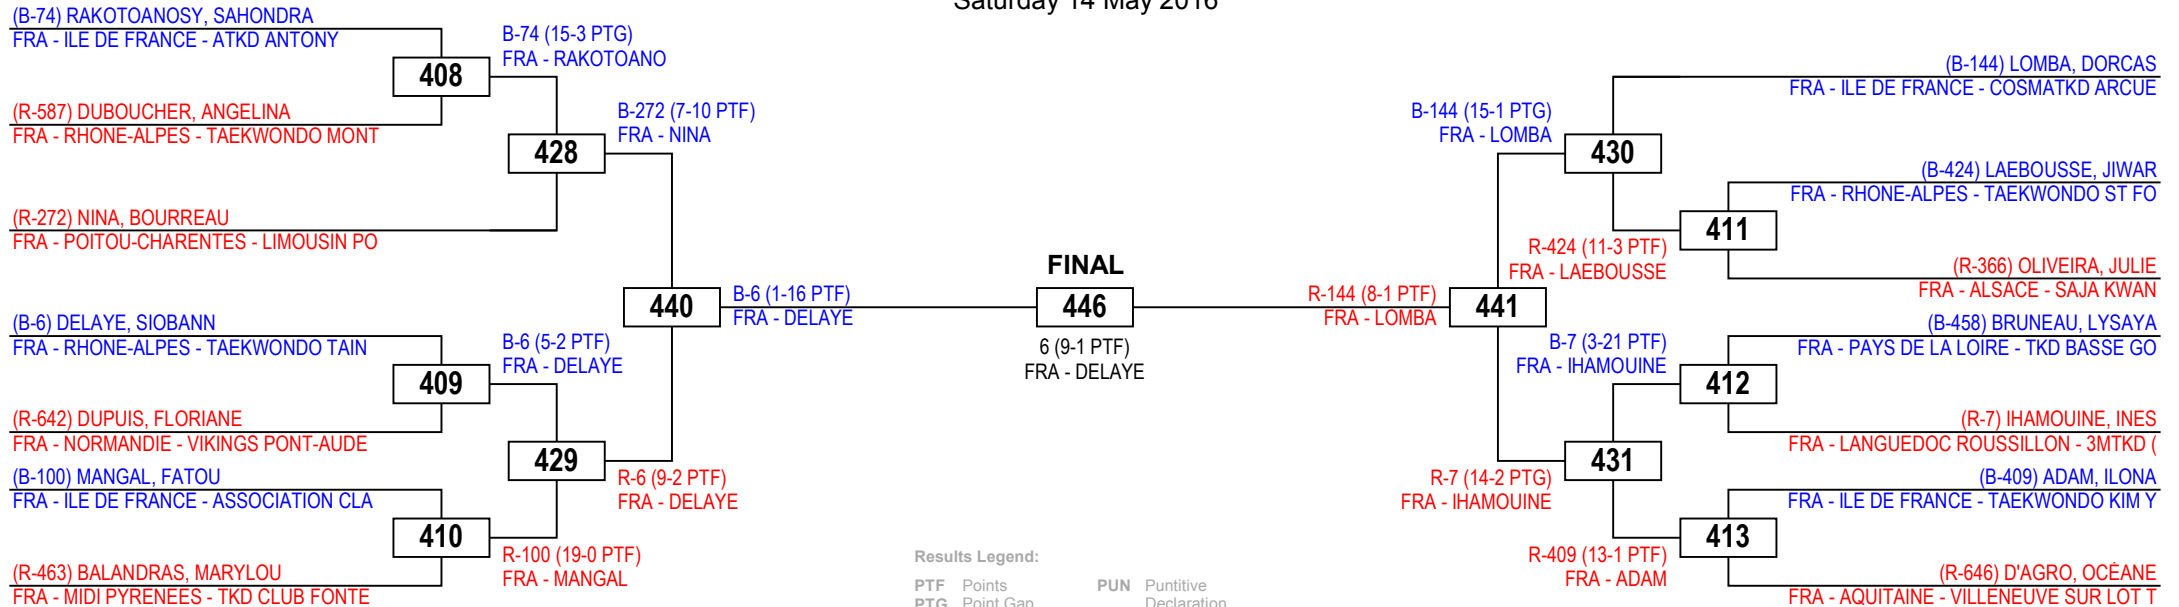 Saturday 14 May 2016
(B-74) RAKOTOANOSY, SAHONDRA
FRA - ILE DE FRANCE - ATKD ANTONY
408
B-74 (15-3 PTG)
FRA - RAKOTOANO
(R-587) DUBOUCHER, ANGELINA
FRA - RHONE-ALPES - TAEKWONDO MONT
428
B-272 (7-10 PTF)
FRA - NINA
(R-272) NINA, BOURREAU
FRA - POITOU-CHARENTES - LIMOUSIN PO
440
B-6 (1-16 PTF)
FRA - DELAYE
(B-6) DELAYE, SIOBANN
FRA - RHONE-ALPES - TAEKWONDO TAIN
409
B-6 (5-2 PTF)
FRA - DELAYE
(R-642) DUPUIS, FLORIANE
FRA - NORMANDIE - VIKINGS PONT-AUDE
429
R-6 (9-2 PTF)
FRA - DELAYE
(B-100) MANGAL, FATOU
FRA - ILE DE FRANCE - ASSOCIATION CLA
410
R-100 (19-0 PTF)
FRA - MANGAL
(R-463) BALANDRAS, MARYLOU
FRA - MIDI PYRENEES - TKD CLUB FONTE
FINAL
446
6 (9-1 PTF)
FRA - DELAYE
(B-144) LOMBA, DORCAS
FRA - ILE DE FRANCE - COSMATKD ARCUE
B-144 (15-1 PTG)
FRA - LOMBA
430
(B-424) LAEBOUSSE, JIWAR
FRA - RHONE-ALPES - TAEKWONDO ST FO
411
R-424 (11-3 PTF)
FRA - LAEBOUSSE
(R-366) OLIVEIRA, JULIE
FRA - ALSACE - SAJA KWAN
R-144 (8-1 PTF)
FRA - LOMBA
441
(B-458) BRUNEAU, LYSAYA
FRA - PAYS DE LA LOIRE - TKD BASSE GO
B-7 (3-21 PTF)
FRA - IHAMOUINE
412
(R-7) IHAMOUINE, INES
FRA - LANGUEDOC ROUSSILLON - 3MTKD (
431
R-7 (14-2 PTG)
FRA - IHAMOUINE
(B-409) ADAM, ILONA
FRA - ILE DE FRANCE - TAEKWONDO KIM Y
413
R-409 (13-1 PTF)
FRA - ADAM
(R-646) D'AGRO, OCÉANE
FRA - AQUITAINE - VILLENEUVE SUR LOT T
Results Legend:
PTF Points PUN Puntitive
PTG Point Gap Declaration